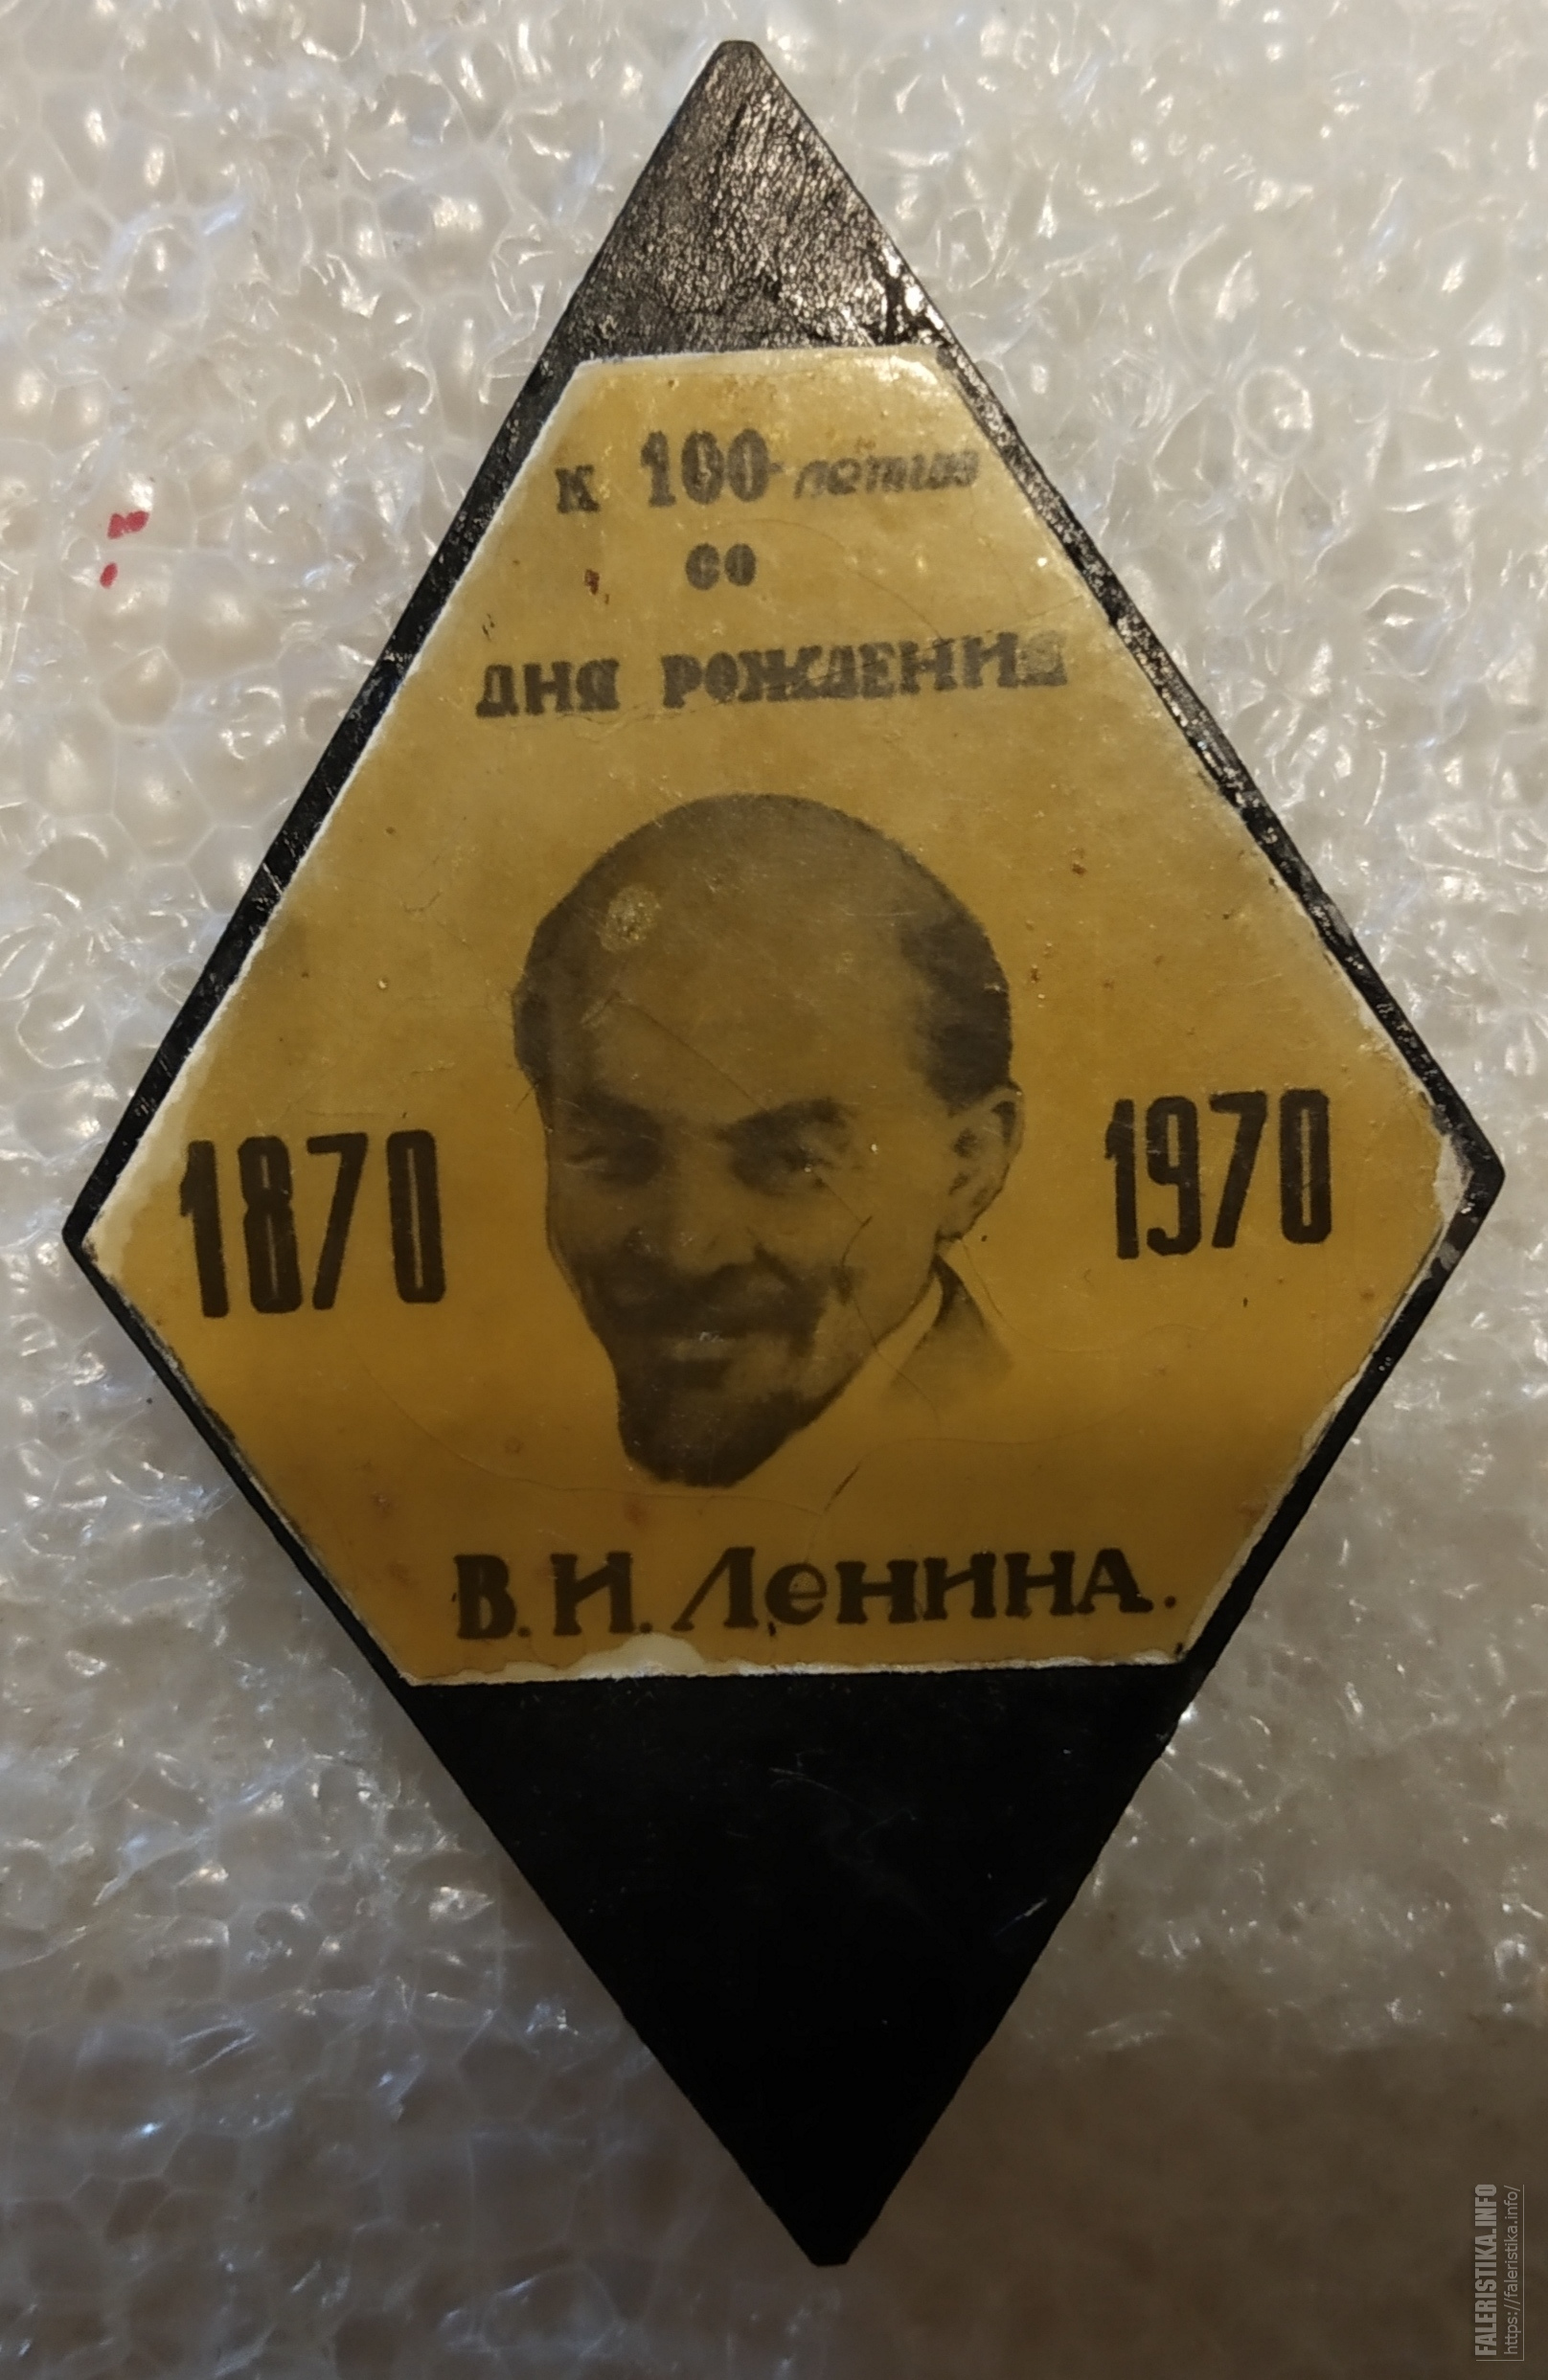 к 100-летию
со
дня рождения
1870 1970
В.И. Ленина.
FALERISTIKA.INFO
https://faleristika.info/